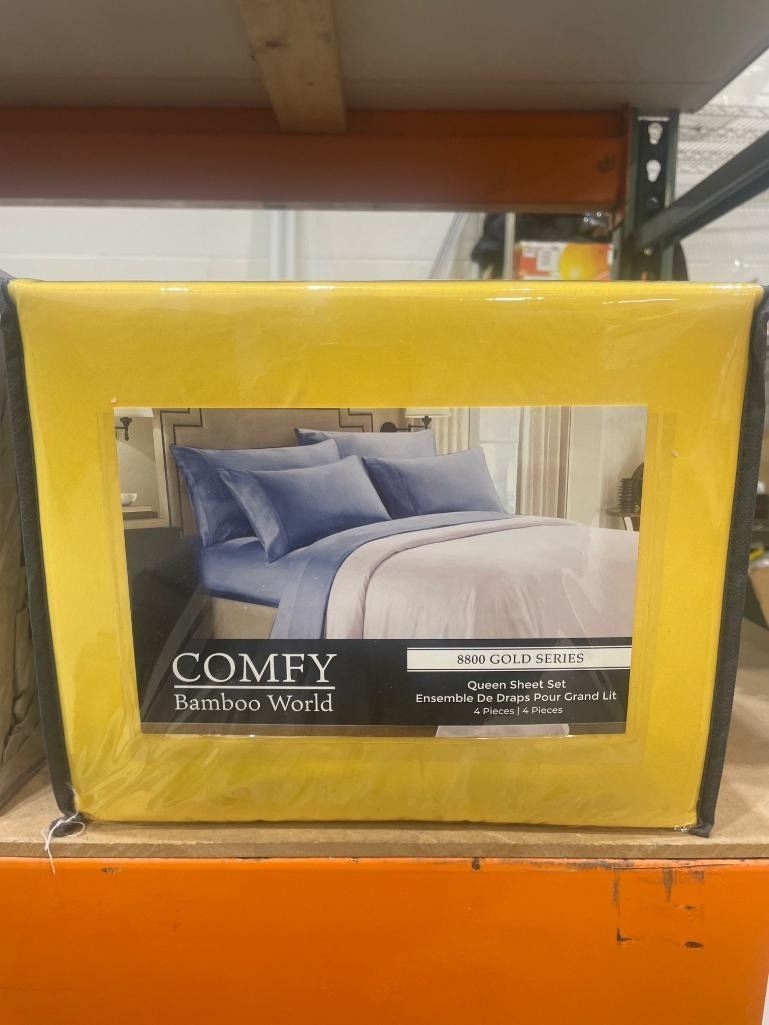 COMFY
Bamboo World
8800 GOLD SERIES
Queen Sheet Set
Ensemble De Draps Pour Grand Lit
4 Pieces | 4 Pieces